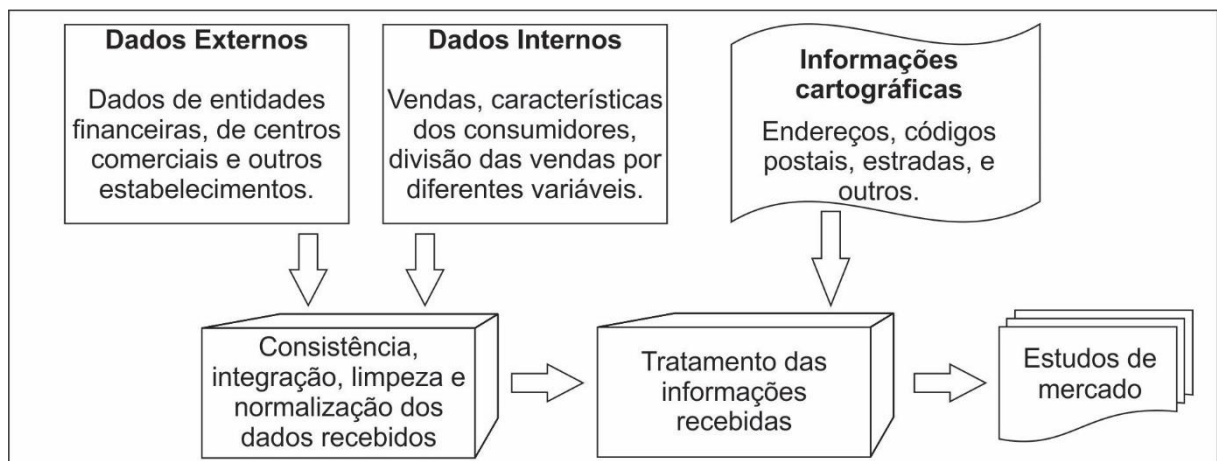 Dados Externos
Dados de entidades
financeiras, de centros
comerciais e outros
estabelecimentos.
Dados Internos
Vendas, características
dos consumidores,
divisão das vendas por
diferentes variáveis.
Informações
cartográficas
Endereços, códigos
postais, estradas, e
outros.
Consistência,
integração, limpeza e
normalização dos
dados recebidos
Tratamento das
informações
recebidas
Estudos de
mercado